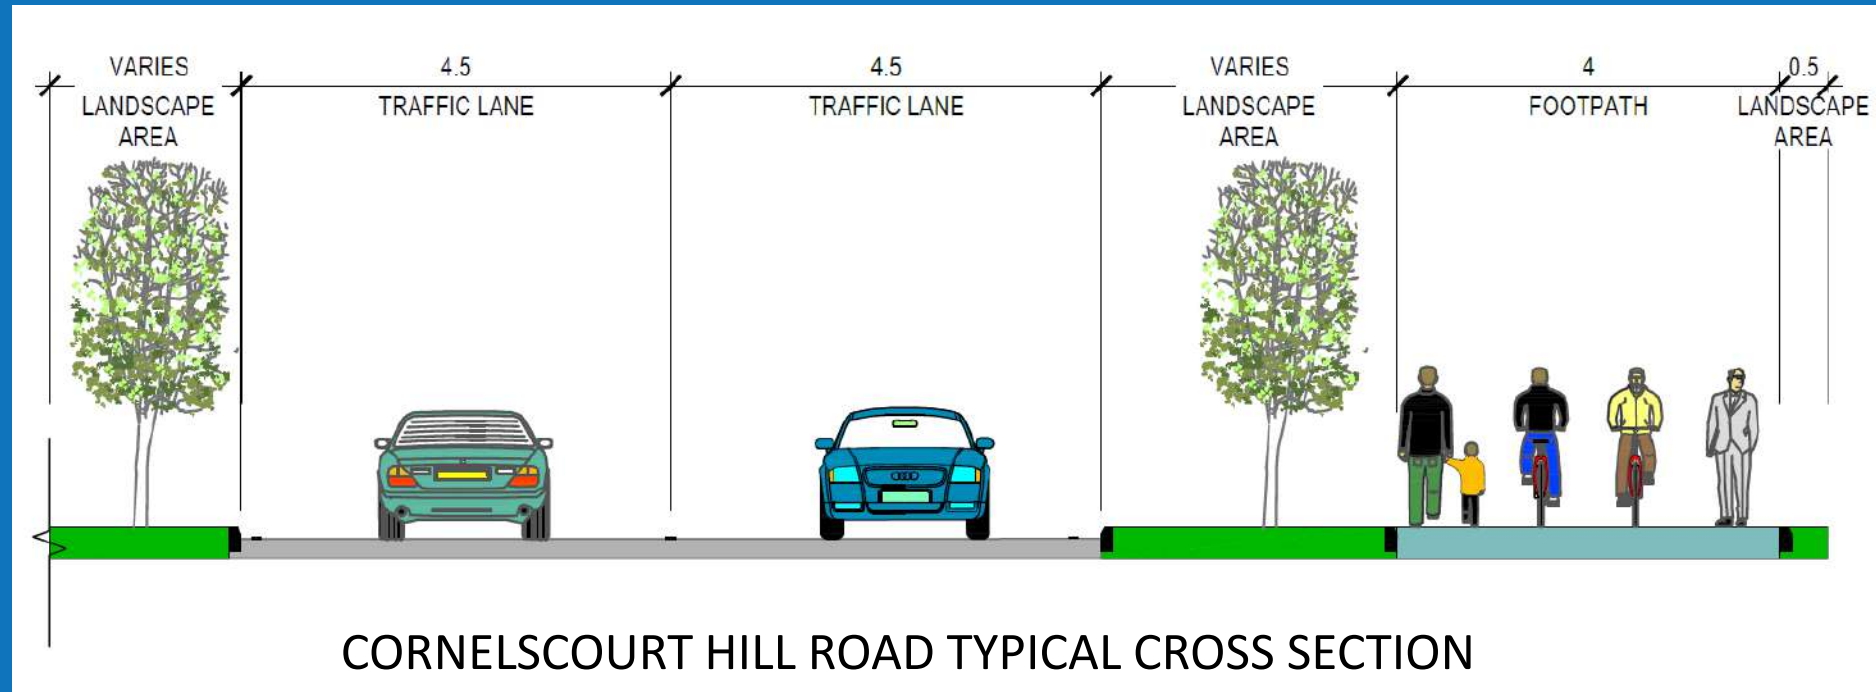 VARIES
4.5
4.5
VARIES
4
0.5
LANDSCAPE
AREA
TRAFFIC LANE
TRAFFIC LANE
LANDSCAPE
AREA
FOOTPATH
LANDSCAPE
AREA
CORNELSCOURT HILL ROAD TYPICAL CROSS SECTION